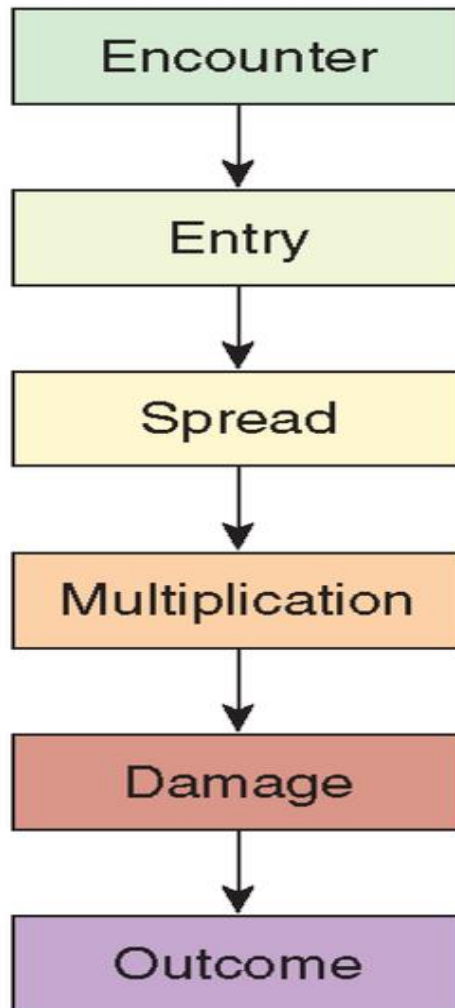 Encounter
Entry
Spread
Multiplication
Damage
Outcome